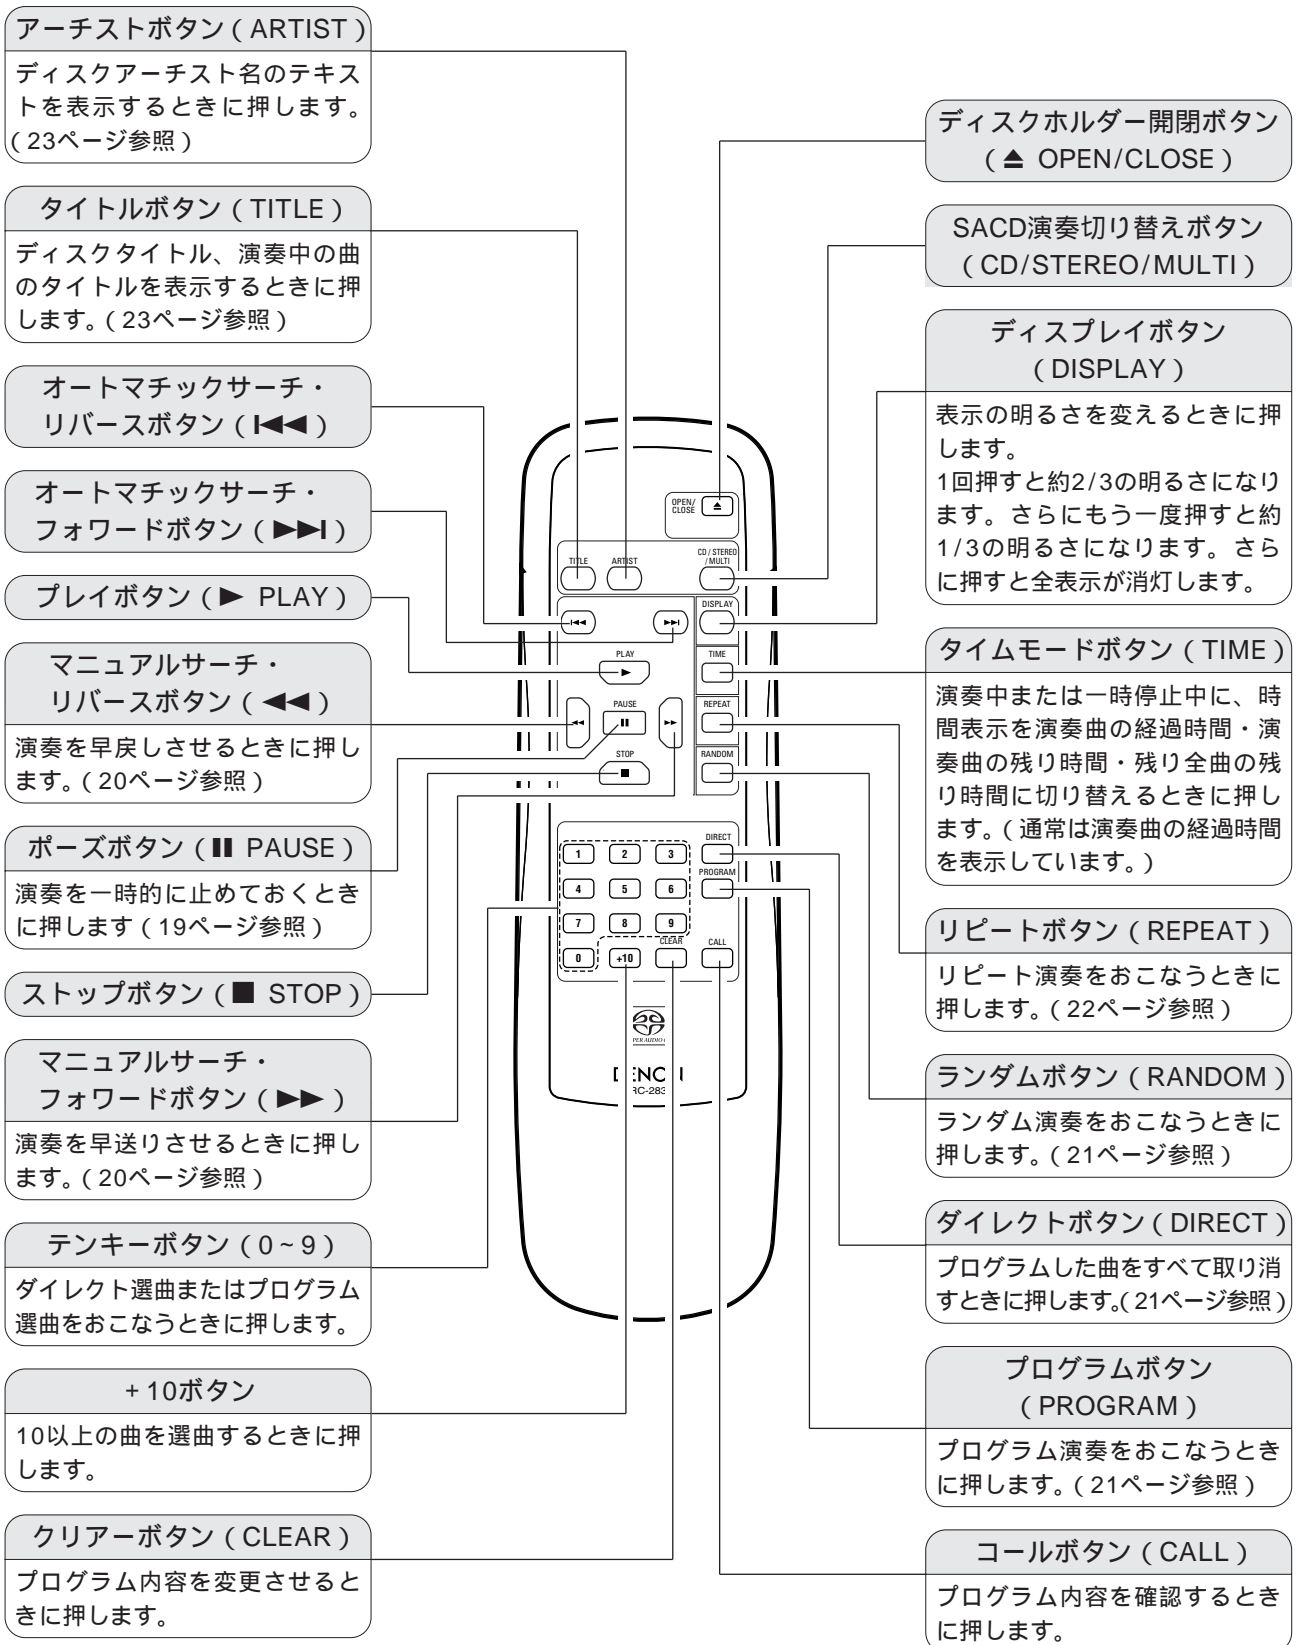 アーチストボタン（ARTIST）
ディスクアーチスト名のテキス
トを表示するときに押します。
（23ページ参照）
タイトルボタン（TITLE）
ディスクタイトル、演奏中の曲
のタイトルを表示するときに押
します。（23ページ参照）
オートマチックサーチ・
リバースボタン（I◀◀）
オートマチックサーチ・
フォワードボタン（▶▶I）
プレイボタン（▶ PLAY）
マニュアルサーチ・
リバースボタン（◀◀）
演奏を早戻しさせるときに押し
ます。（20ページ参照）
ポーズボタン（II PAUSE）
演奏を一時的に止めておくとき
に押します（19ページ参照）
ストップボタン（■ STOP）
マニュアルサーチ・
フォワードボタン（▶▶）
演奏を早送りさせるときに押し
ます。（20ページ参照）
テンキーボタン（0~9）
ダイレクト選曲またはプログラム
選曲をおこなうときに押します。
+10ボタン
10以上の曲を選曲するときに押
します。
クリアーボタン（CLEAR）
プログラム内容を変更させると
きに押します。
OPEN/
CLOSE
TITLE ARTIST CD/STEREO
/MULTI
DISPLAY
PLAY TIME
PAUSE REPEAT
STOP RANDOM
DIRECT
1 2 3
PROGRAM
4 5 6
7 8 9
CLEAR CALL
0 +10
DENON
RC-283
ディスクホルダー開閉ボタン
（⏏ OPEN/CLOSE）
SACD演奏切り替えボタン
（CD/STEREO/MULTI）
ディスプレイボタン
（DISPLAY）
表示の明るさを変えるときに押
します。
1回押すと約2/3の明るさになり
ます。さらにもう一度押すと約
1/3の明るさになります。さら
に押すと全表示が消灯します。
タイムモードボタン（TIME）
演奏中または一時停止中に、時
間表示を演奏曲の経過時間・演
奏曲の残り時間・残り全曲の残
り時間に切り替えるときに押し
ます。（通常は演奏曲の経過時間
を表示しています。）
リピートボタン（REPEAT）
リピート演奏をおこなうときに
押します。（22ページ参照）
ランダムボタン（RANDOM）
ランダム演奏をおこなうときに
押します。（21ページ参照）
ダイレクトボタン（DIRECT）
プログラムした曲をすべて取り消
すときに押します。（21ページ参照）
プログラムボタン
（PROGRAM）
プログラム演奏をおこなうとき
に押します。（21ページ参照）
コールボタン（CALL）
プログラム内容を確認するとき
に押します。